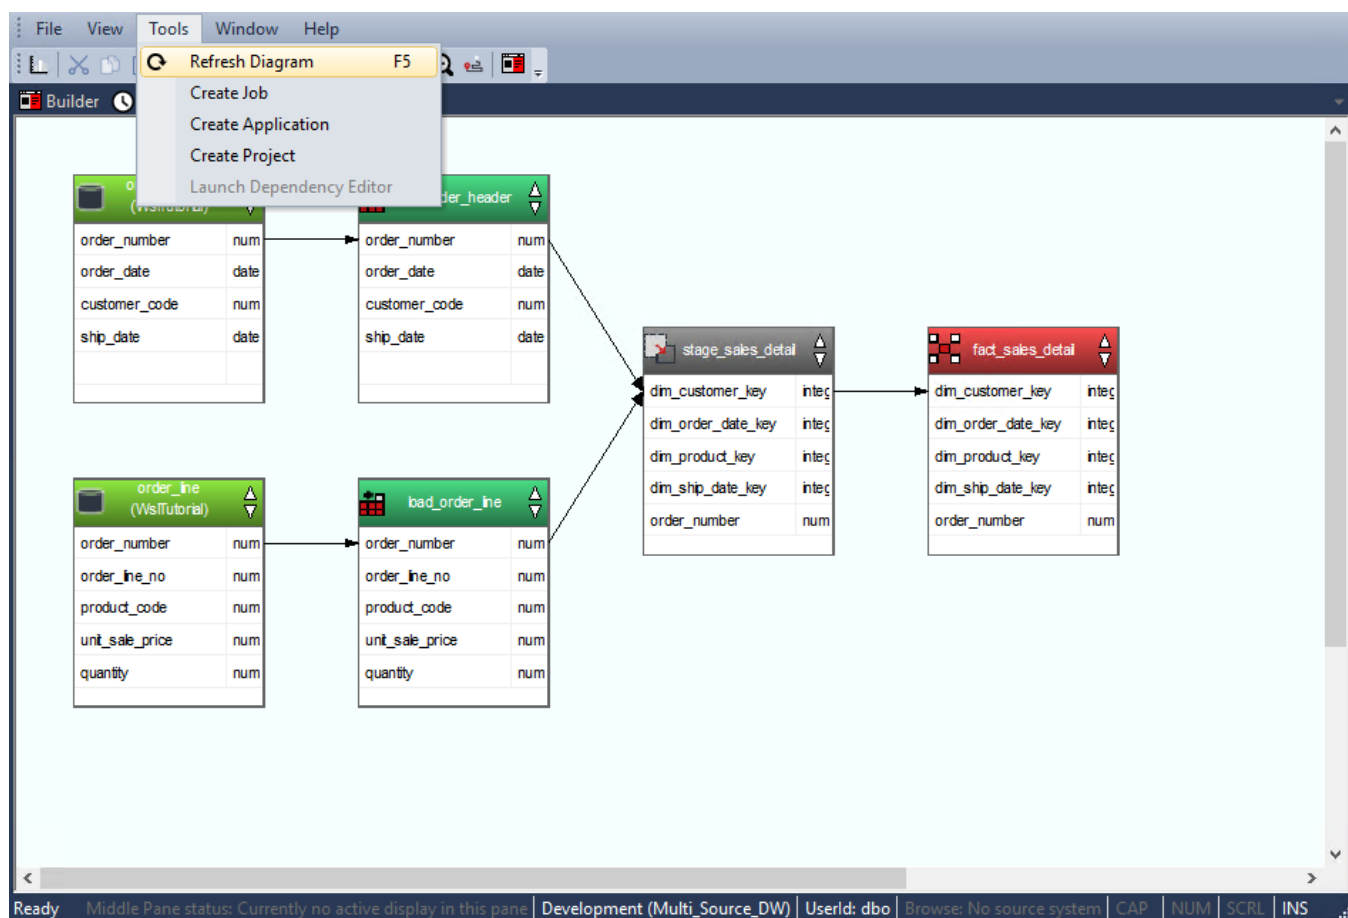 File View Tools Window Help
Refresh Diagram F5
Create Job
Create Application
Create Project
Launch Dependency Editor
Builder
(WslTutorial)
order_number num
order_date date
customer_code num
ship_date date
der_header
order_number num
order_date date
customer_code num
ship_date date
order_line
(WslTutorial)
order_number num
order_line_no num
product_code num
unit_sale_price num
quantity num
load_order_line
order_number num
order_line_no num
product_code num
unit_sale_price num
quantity num
stage_sales_detail
dim_customer_key integ
dim_order_date_key integ
dim_product_key integ
dim_ship_date_key integ
order_number num
fact_sales_detail
dim_customer_key integ
dim_order_date_key integ
dim_product_key integ
dim_ship_date_key integ
order_number num
Ready Middle Pane status: Currently no active display in this pane Development (Multi_Source_DW) UserId: dbo Browse: No source system CAP NUM SCRL INS